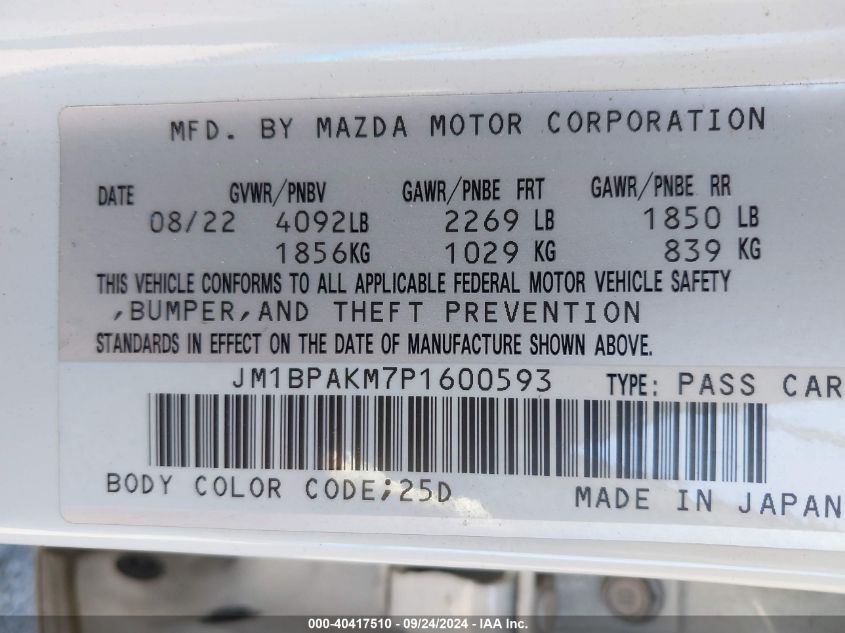 MFD. BY MAZDA MOTOR CORPORATION
DATE GVWR/PNBV GAWR/PNBE FRT GAWR/PNBE RR
08/22 4092LB 2269 LB 1850 LB
1856KG 1029 KG 839 KG
THIS VEHICLE CONFORMS TO ALL APPLICABLE FEDERAL MOTOR VEHICLE SAFETY
,BUMPER,AND THEFT PREVENTION
STANDARDS IN EFFECT ON THE DATE OF MANUFACTURE SHOWN ABOVE.
JM1BPAKM7P1600593 TYPE: PASS CAR
BODY COLOR CODE;25D
MADE IN JAPAN
000-40417510 - 09/24/2024 - IAA Inc.